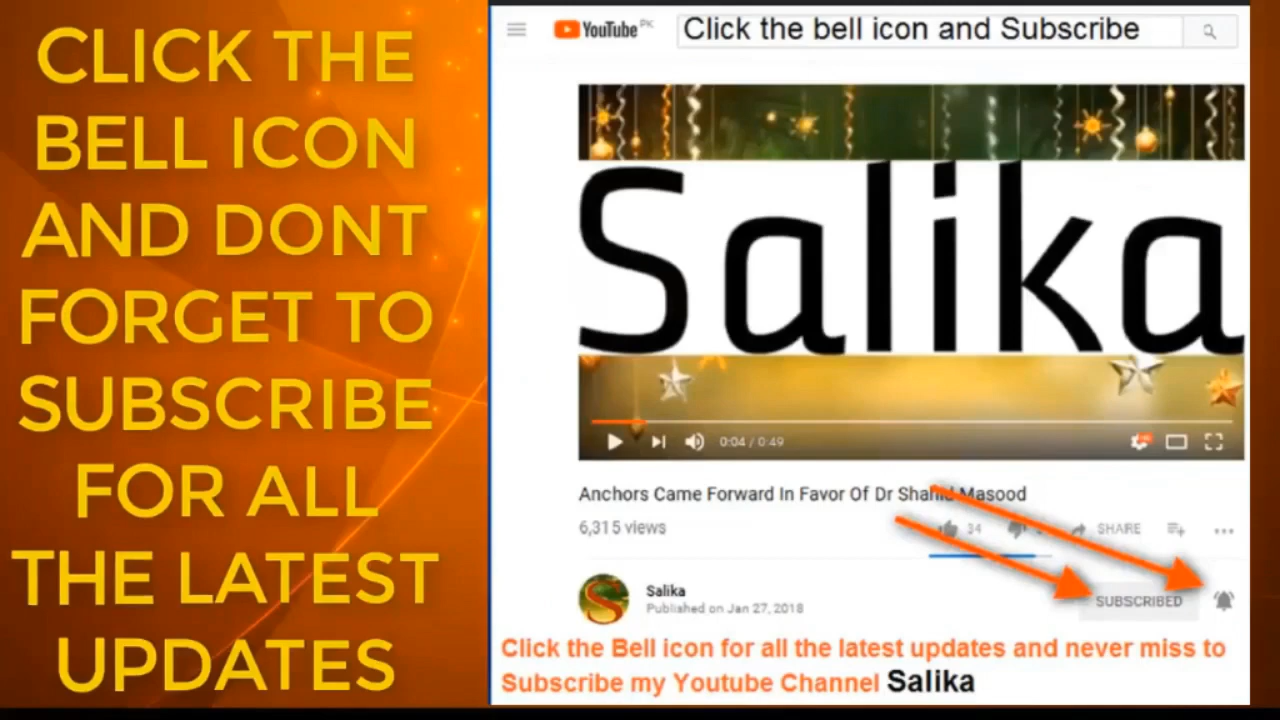 CLICK THE
BELL ICON
AND DONT
FORGET TO
SUBSCRIBE
FOR ALL
THE LATEST
UPDATES
YouTube PK
Click the bell icon and Subscribe
Salika
0:04 / 0:49
Anchors Came Forward In Favor Of Dr Shahid Masood
6,315 views
34
SHARE
Salika
Published on Jan 27, 2018
SUBSCRIBED
Click the Bell icon for all the latest updates and never miss to
Subscribe my Youtube Channel Salika